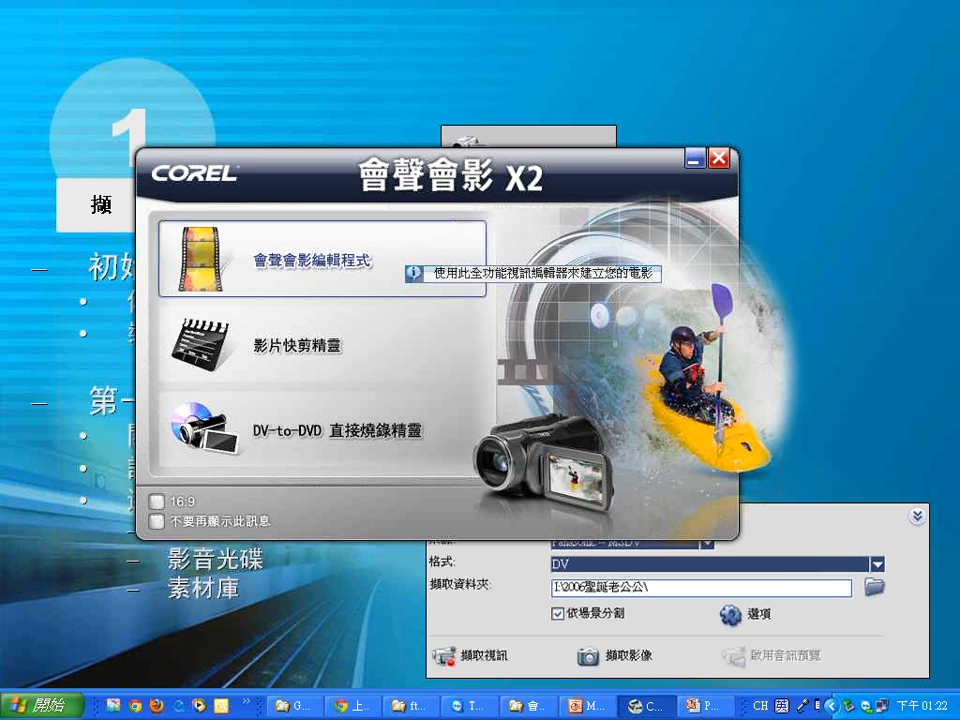 1
COREL
會聲會影 X2
擷
會聲會影編輯程式
使用此全功能視訊編輯器來建立您的電影
初始
影片快剪精靈
第一
DV-to-DVD 直接燒錄精靈
16:9
不要再顯示此訊息
格式:
DV
影音光碟
擷取資料夾:
I:\2006聖誕老公公\
素材庫
依場景分割
選項
擷取視訊
擷取影像
啟用音訊預覽
開始
G...
上...
ft...
T...
會...
M...
C...
P...
CH
下午 01:22